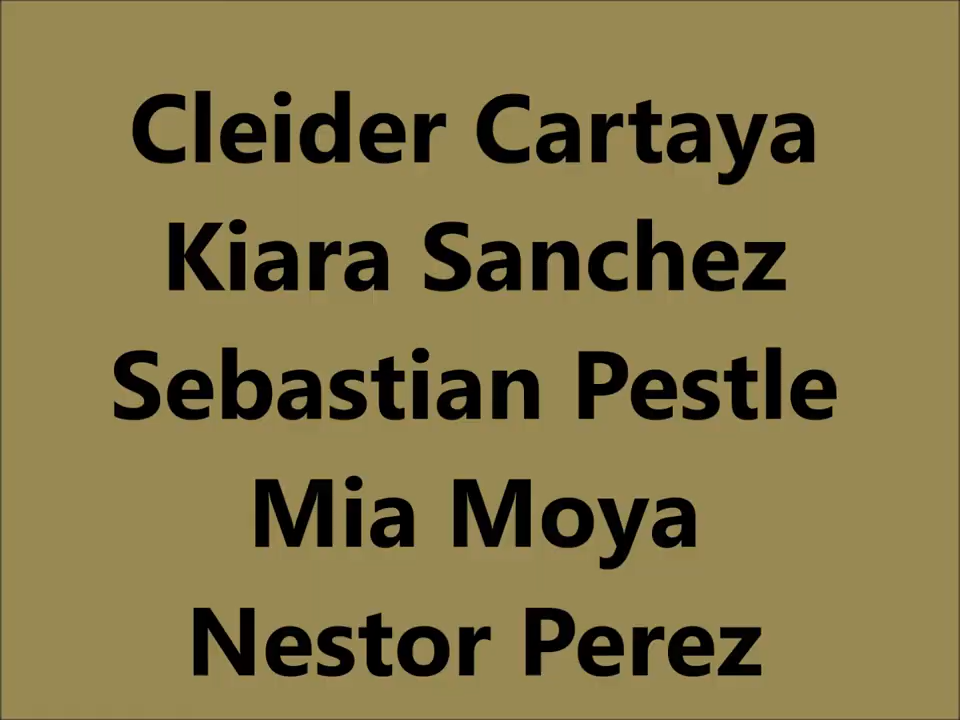 Cleider Cartaya
Kiara Sanchez
Sebastian Pestle
Mia Moya
Nestor Perez